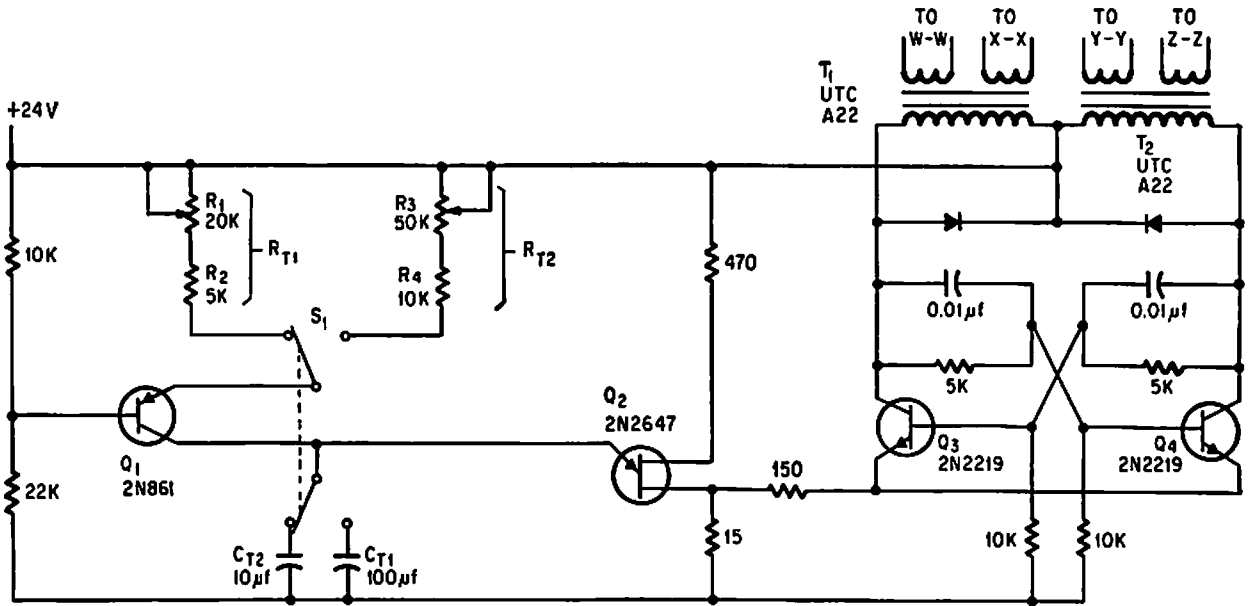 TO
W-W
TO
X-X
TO
Y-Y
TO
Z-Z
T1
UTC
A22
+24V
T2
UTC
A22
R1
20K
RT1
R3
50K
RT2
10K
470
R2
5K
R4
10K
0.01µf
0.01µf
S1
5K
5K
Q2
2N2647
Q1
2N861
Q3
2N2219
Q4
2N2219
150
22K
15
10K
10K
CT2
10µf
CT1
100µf